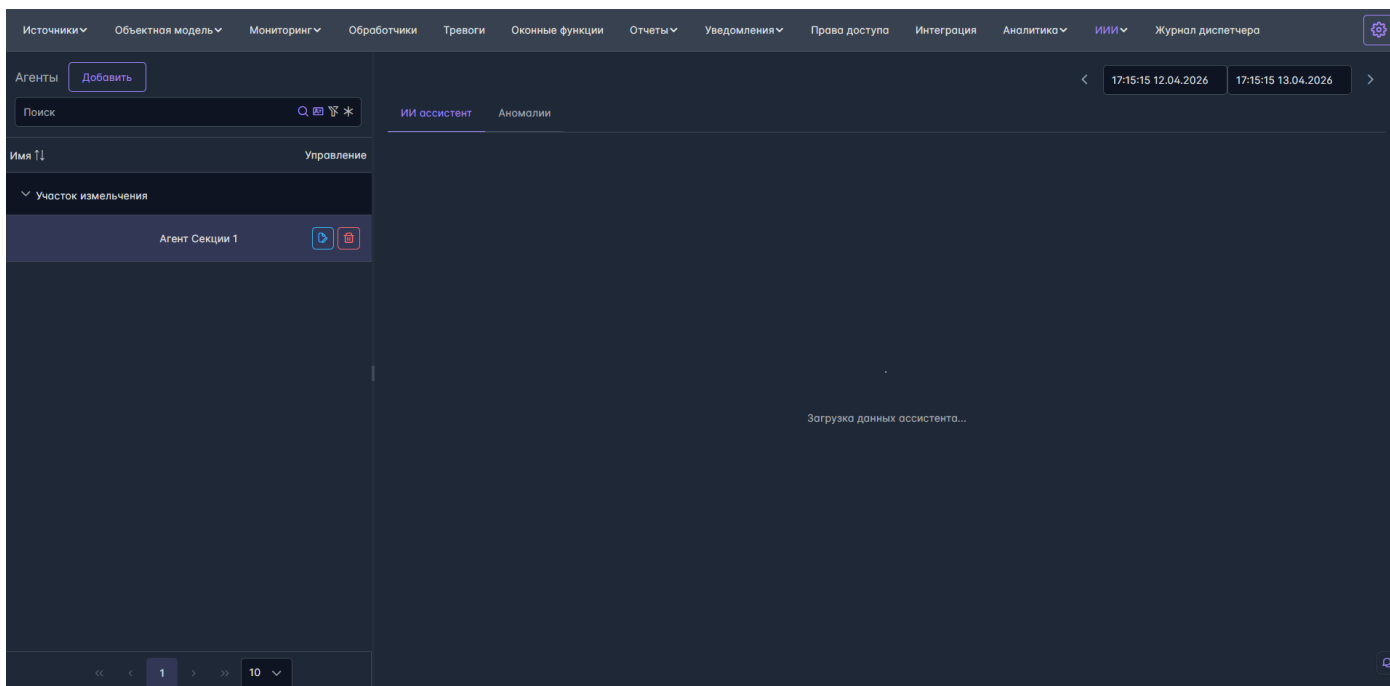 Источники Объектная модель Мониторинг Обработчики Тревоги Оконные функции Отчеты Уведомления Права доступа Интеграция Аналитика ИИИ Журнал диспетчера
Агенты Добавить
17:15:15 12.04.2026 17:15:15 13.04.2026
Поиск
ИИ ассистент Аномалии
Имя Управление
Участок измельчения
Агент Секции 1
Загрузка данных ассистента...
« ‹ 1 › » 10